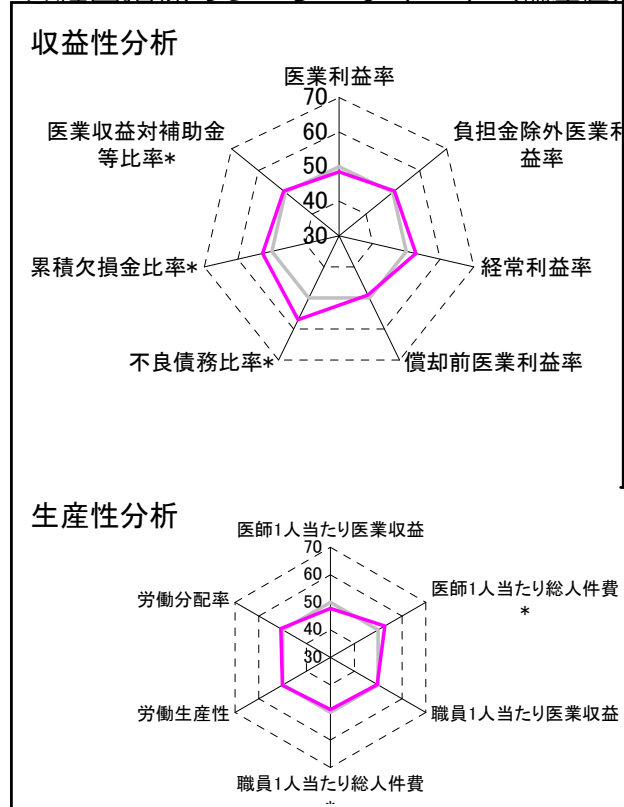 収益性分析
医業利益率
70
60
50
40
30
負担金除外医業利
益率
経常利益率
償却前医業利益率
不良債務比率*
累積欠損金比率*
医業収益対補助金
等比率*
生産性分析
医師1人当たり医業収益
70
60
50
40
30
医師1人当たり総人件費
*
職員1人当たり医業収益
職員1人当たり総人件費
*
労働生産性
労働分配率